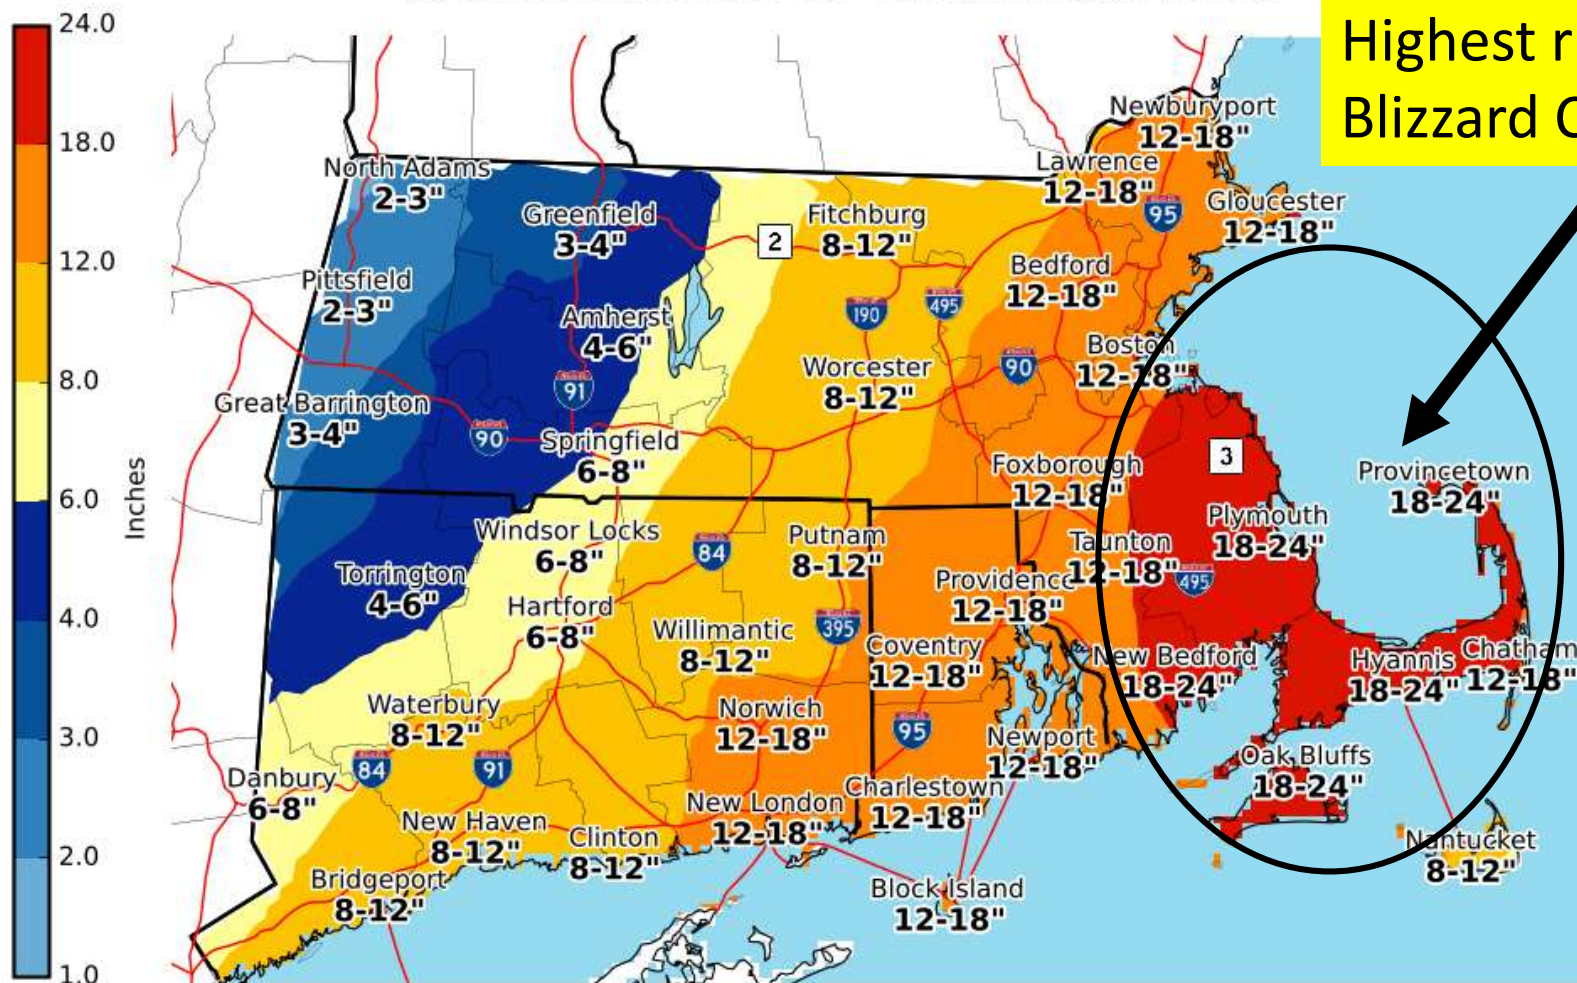 24.0
18.0
12.0
8.0
6.0
4.0
3.0
2.0
1.0
Inches
Highest
Blizzard
Newburyport
12-18"
North Adams
2-3"
Lawrence
12-18"
Greenfield
3-4"
2
Fitchburg
8-12"
95
Gloucester
12-18"
Pittsfield
2-3"
Bedford
12-18"
190
495
Amherst
4-6"
Boston
12-18"
Worcester
8-12"
90
91
Great Barrington
3-4"
90
Springfield
6-8"
3
Foxborough
12-18"
Provincetown
18-24"
Windsor Locks
6-8"
84
Putnam
8-12"
Plymouth
18-24"
Taunton
12-18"
495
Torrington
4-6"
Providence
12-18"
Hartford
6-8"
395
Willimantic
8-12"
Coventry
12-18"
New Bedford
18-24"
Hyannis
18-24"
Chatham
12-18"
Waterbury
8-12"
Norwich
12-18"
95
Newport
12-18"
84
91
Danbury
6-8"
Oak Bluffs
18-24"
New London
12-18"
Charlestown
12-18"
New Haven
8-12"
Clinton
8-12"
Nantucket
8-12"
Bridgeport
8-12"
Block Island
12-18"